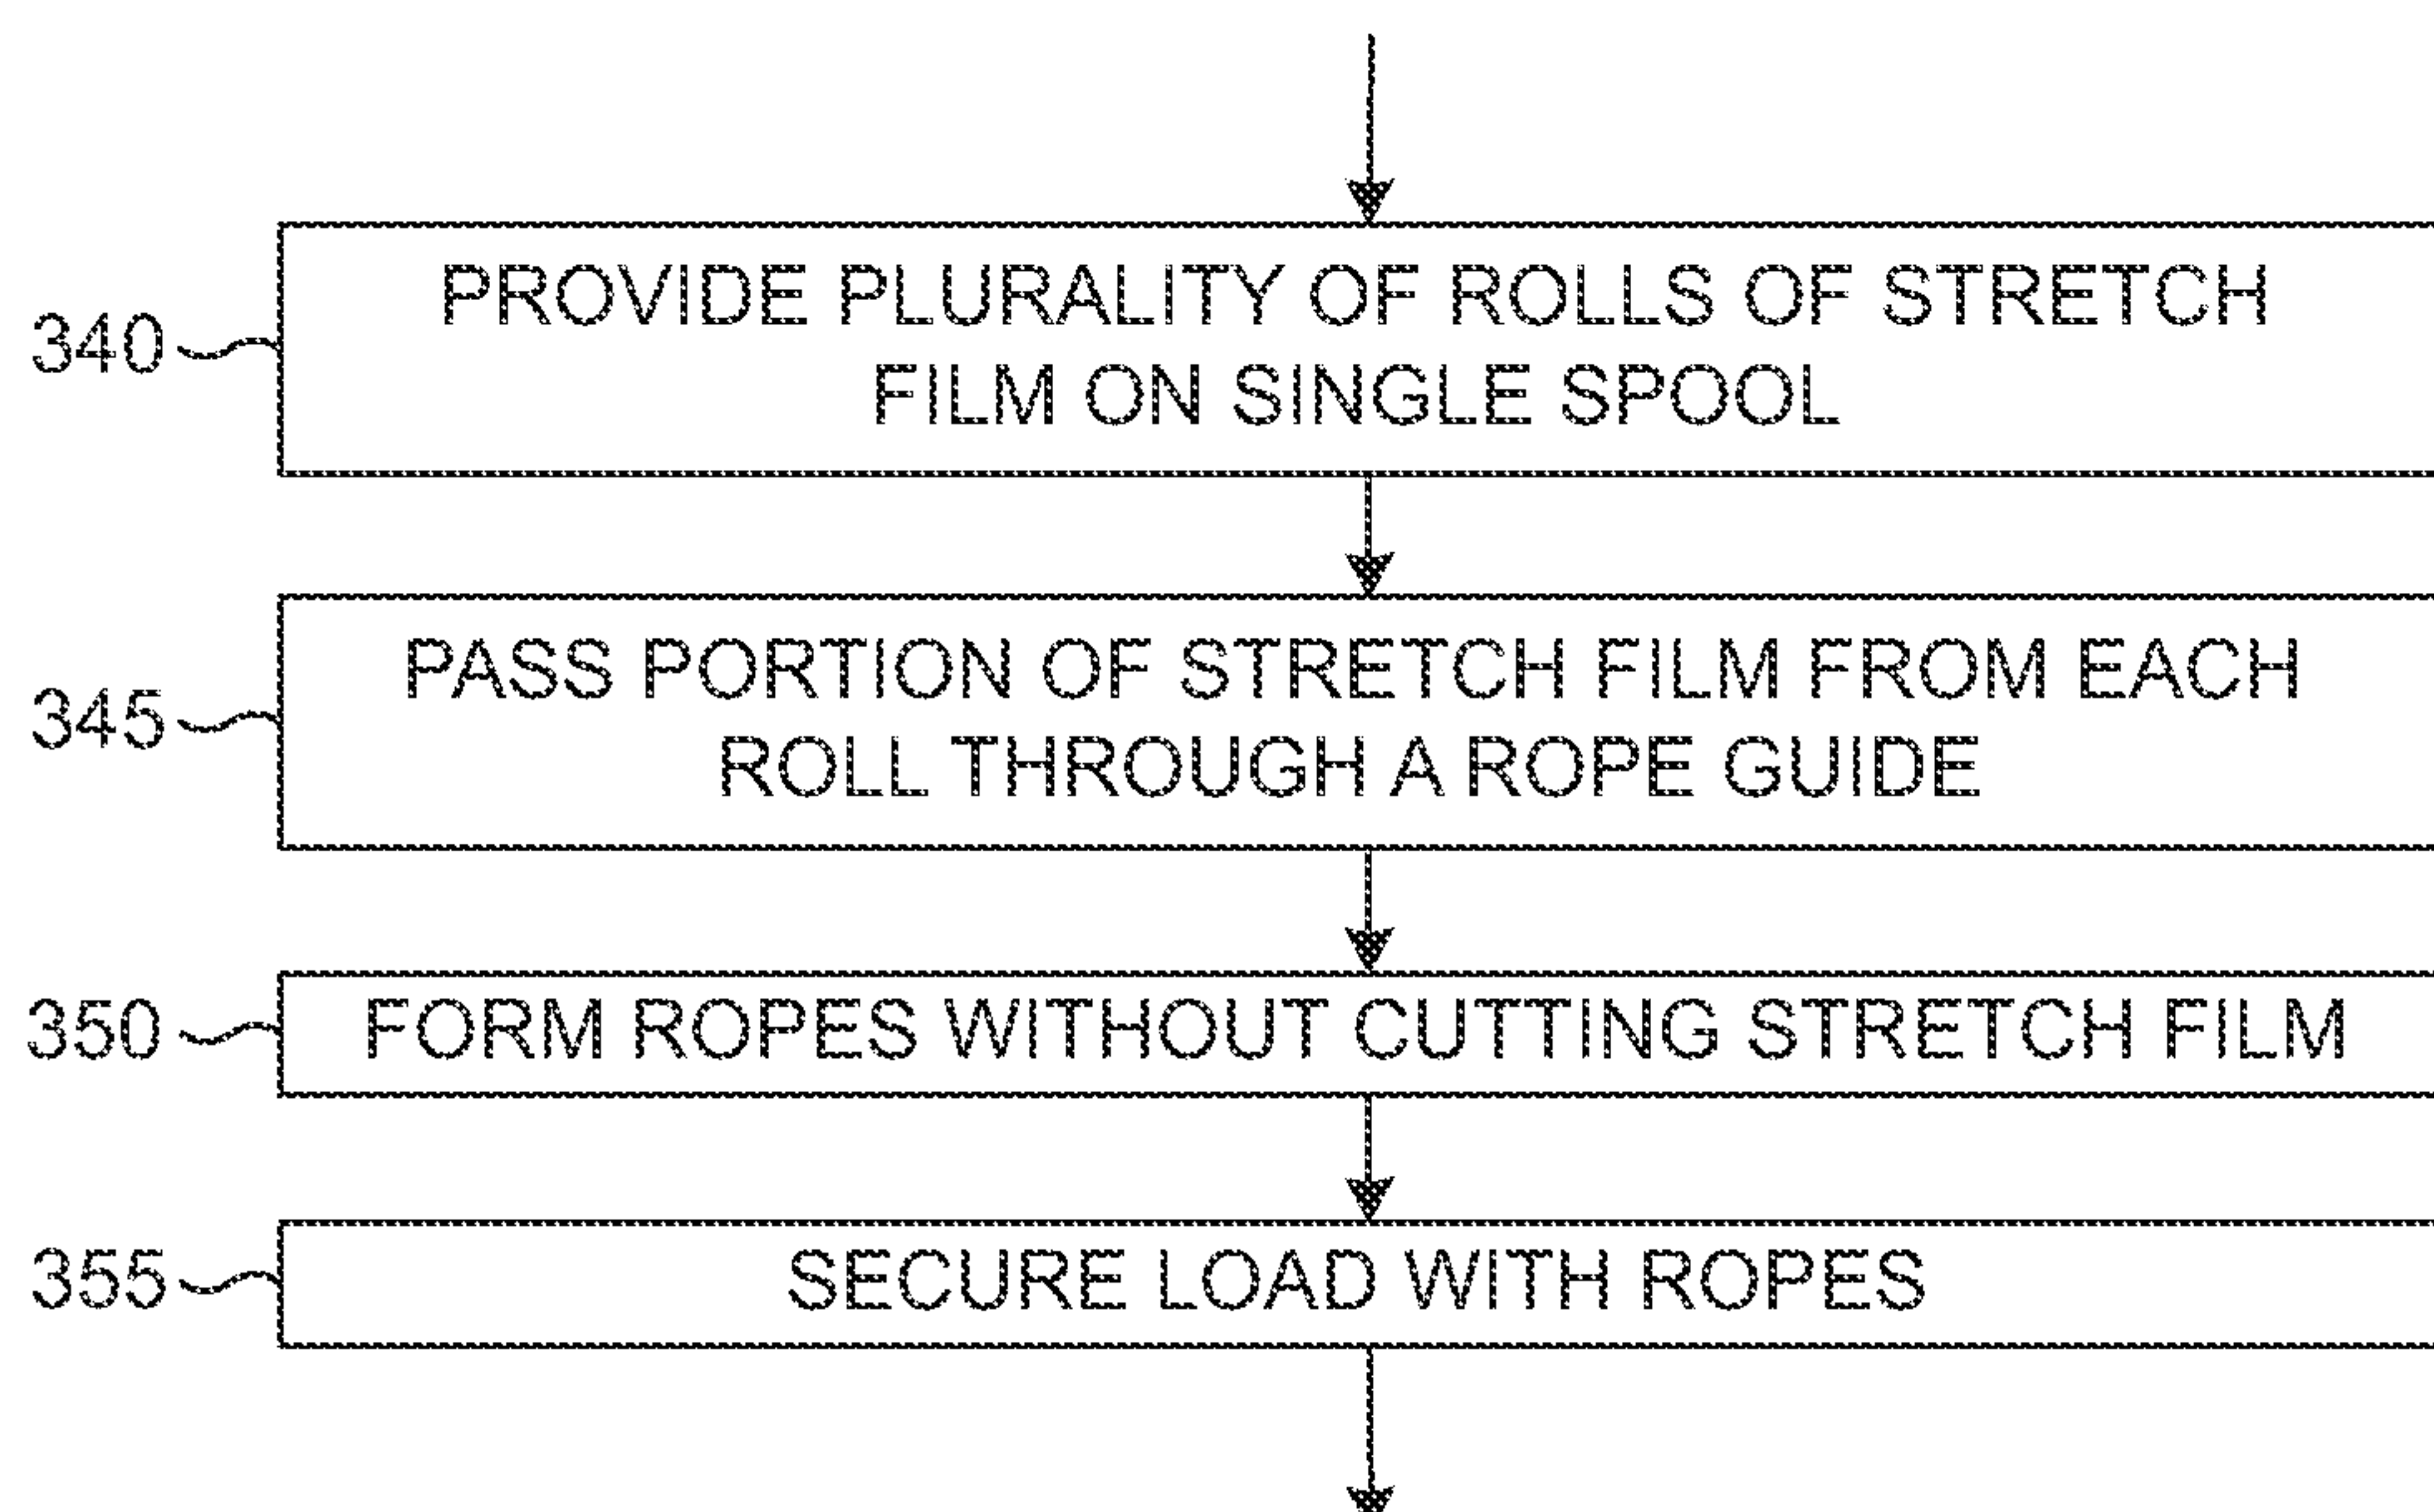 340
PROVIDE PLURALITY OF ROLLS OF STRETCH
FILM ON SINGLE SPOOL
345
PASS PORTION OF STRETCH FILM FROM EACH
ROLL THROUGH A ROPE GUIDE
350
FORM ROPES WITHOUT CUTTING STRETCH FILM
355
SECURE LOAD WITH ROPES